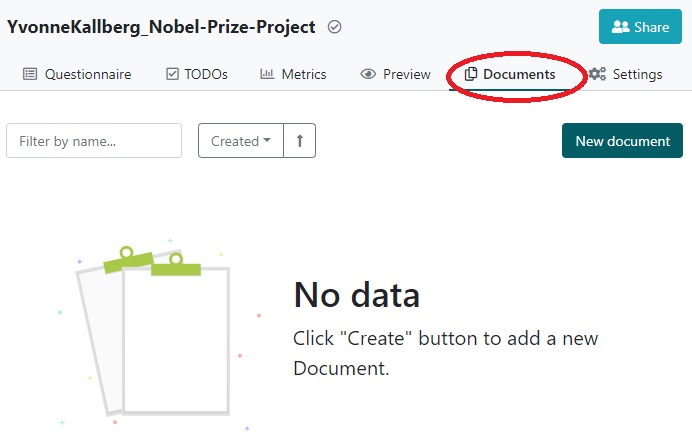 YvonneKallberg_Nobel-Prize-Project Share
Questionnaire TODOs Metrics Preview Documents Settings
Filter by name... Created New document
No data
Click "Create" button to add a new
Document.